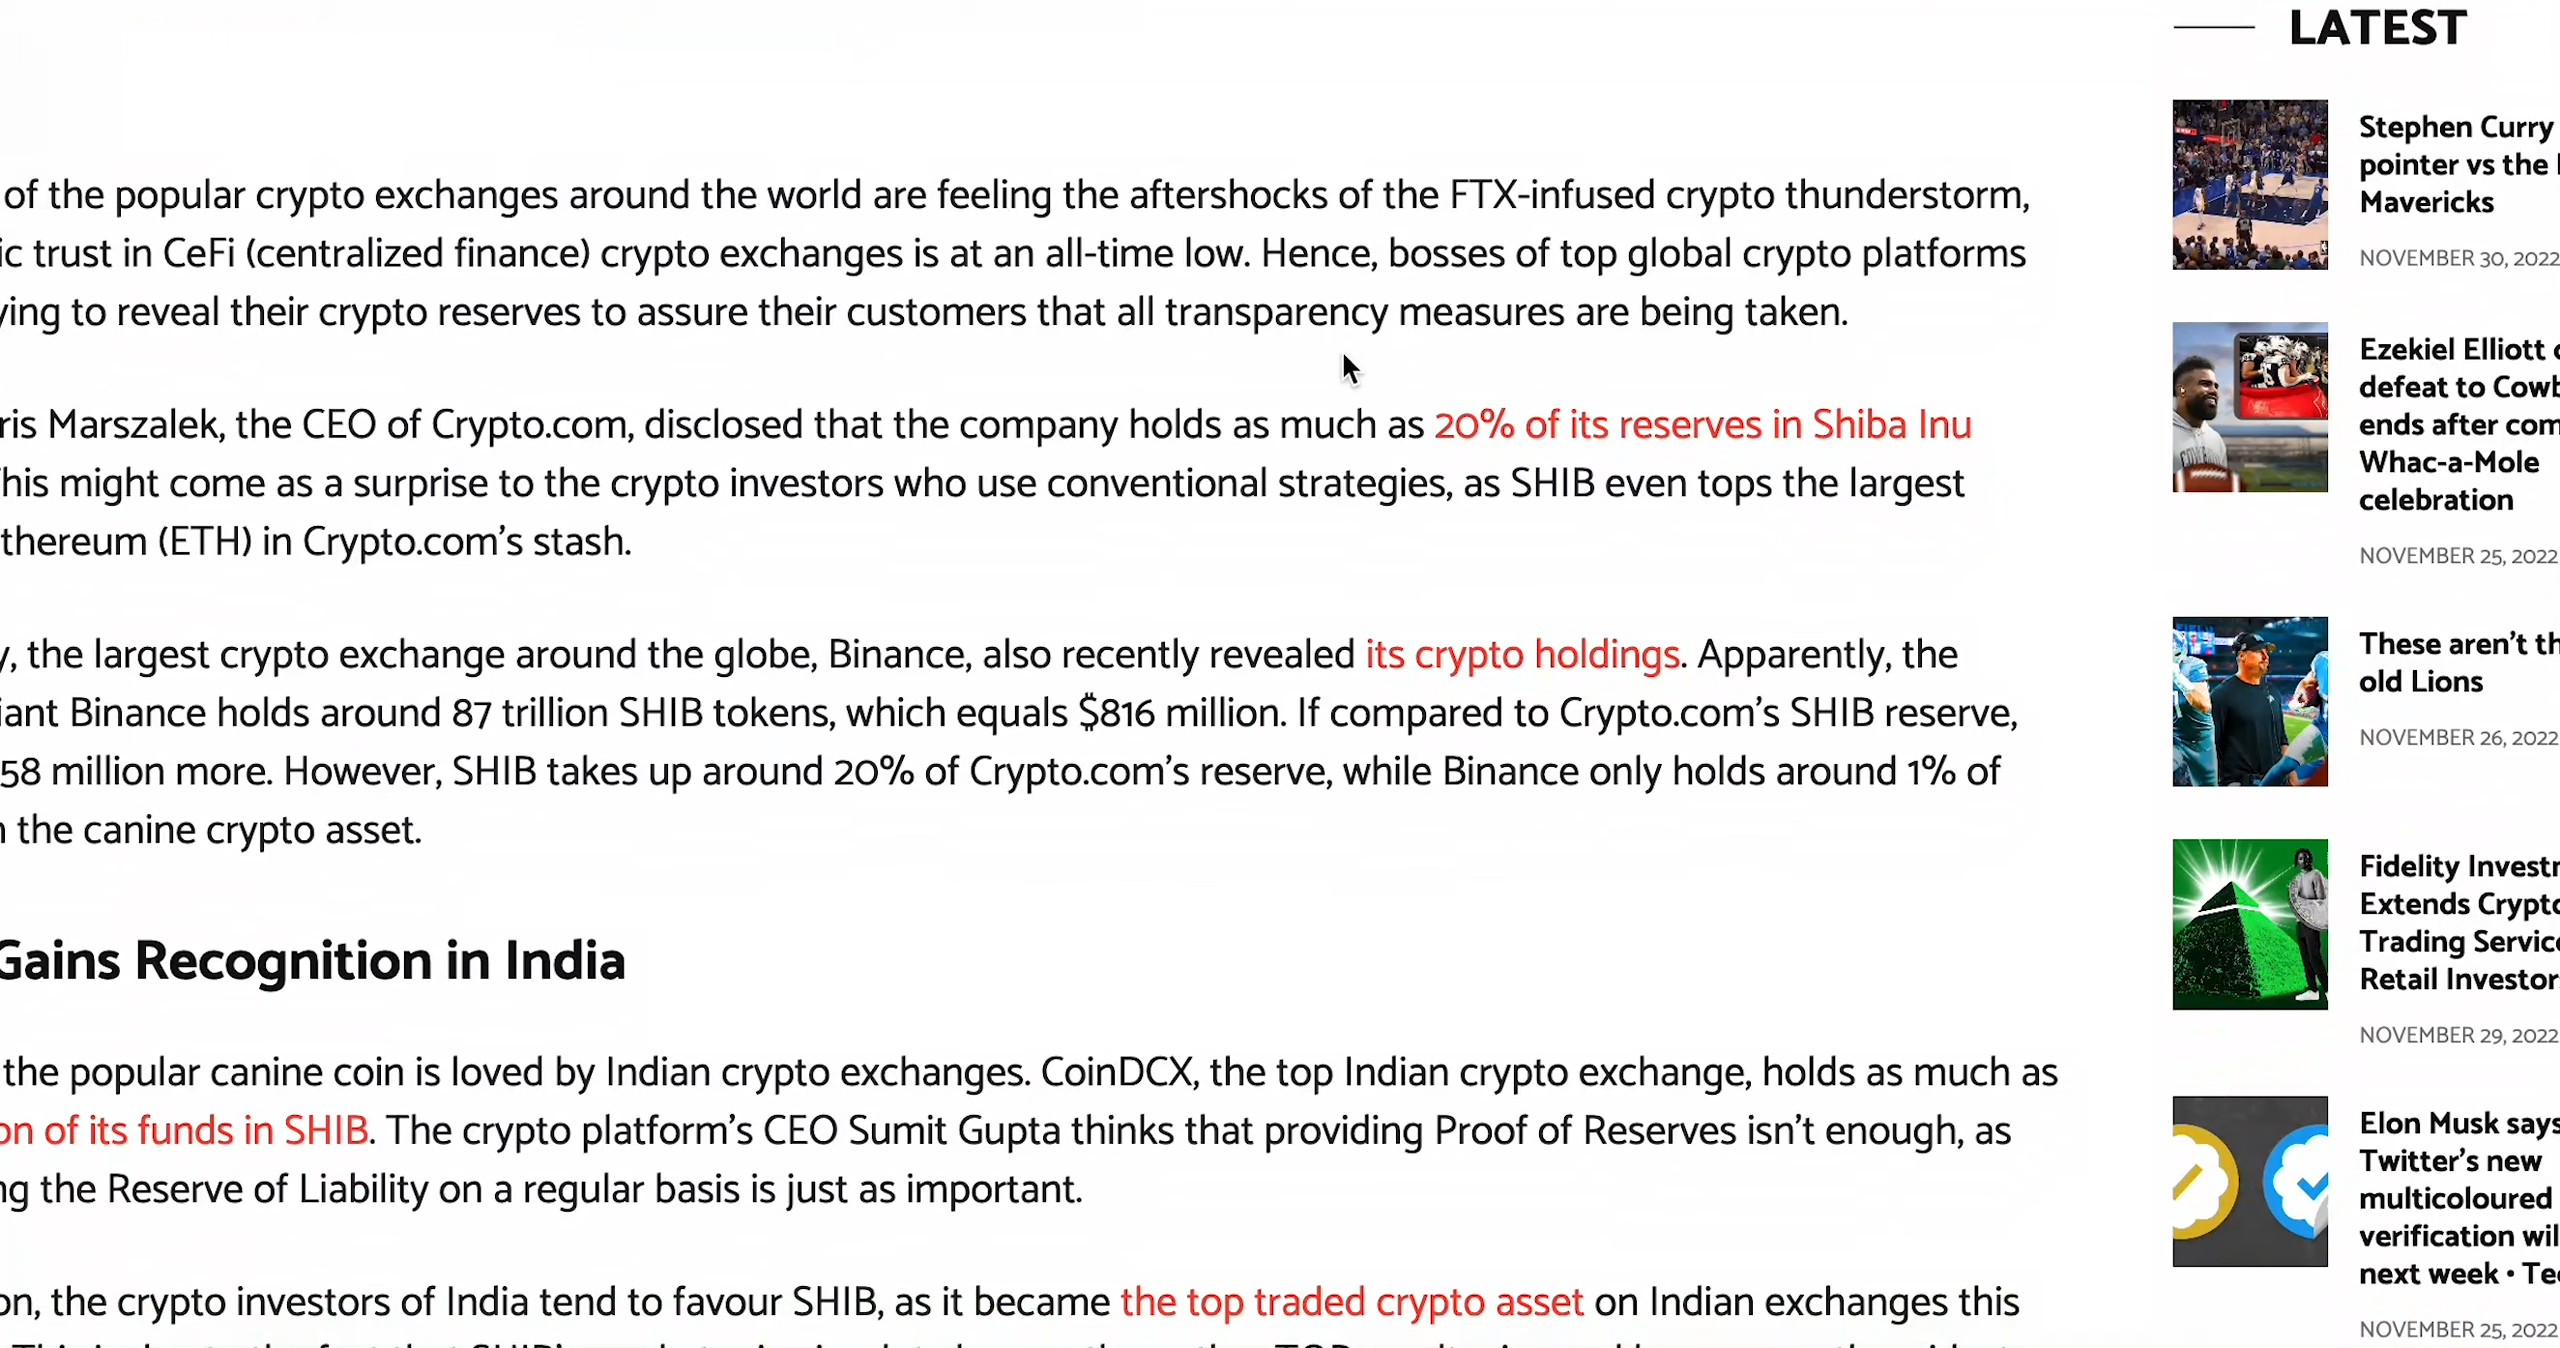 of the popular crypto exchanges around the world are feeling the aftershocks of the FTX-infused crypto thunderstorm,
ic trust in CeFi (centralized finance) crypto exchanges is at an all-time low. Hence, bosses of top global crypto platforms
ying to reveal their crypto reserves to assure their customers that all transparency measures are being taken.
ris Marszalek, the CEO of Crypto.com, disclosed that the company holds as much as 20% of its reserves in Shiba Inu
his might come as a surprise to the crypto investors who use conventional strategies, as SHIB even tops the largest
thereum (ETH) in Crypto.com's stash.
y, the largest crypto exchange around the globe, Binance, also recently revealed its crypto holdings. Apparently, the
iant Binance holds around 87 trillion SHIB tokens, which equals $816 million. If compared to Crypto.com's SHIB reserve,
58 million more. However, SHIB takes up around 20% of Crypto.com's reserve, while Binance only holds around 1% of
the canine crypto asset.
Gains Recognition in India
the popular canine coin is loved by Indian crypto exchanges. CoinDCX, the top Indian crypto exchange, holds as much as
on of its funds in SHIB. The crypto platform's CEO Sumit Gupta thinks that providing Proof of Reserves isn't enough, as
ng the Reserve of Liability on a regular basis is just as important.
on, the crypto investors of India tend to favour SHIB, as it became the top traded crypto asset on Indian exchanges this
LATEST
Stephen Curry
pointer vs the
Mavericks
NOVEMBER 30, 2022
Ezekiel Elliott
defeat to Cowb
ends after com
Whac-a-Mole
celebration
NOVEMBER 25, 2022
These aren't th
old Lions
NOVEMBER 26, 2022
Fidelity Invest
Extends Crypto
Trading Service
Retail Investor
NOVEMBER 29, 2022
Elon Musk says
Twitter's new
multicoloured
verification wil
next week • Te
NOVEMBER 25, 2022